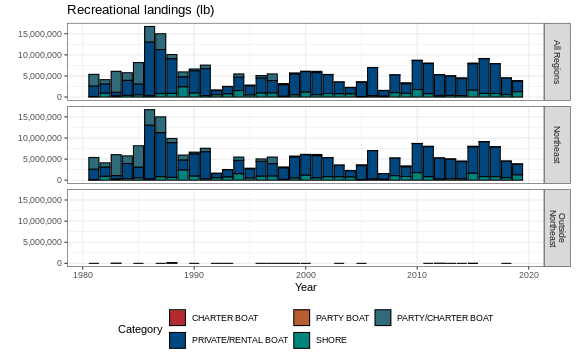 Recreational landings (lb)
15,000,000
10,000,000
5,000,000
0
All Regions
15,000,000
10,000,000
5,000,000
0
Northeast
15,000,000
10,000,000
5,000,000
0
Outside
Northeast
1980 1990 2000 2010 2020
Year
Category
CHARTER BOAT PARTY BOAT PARTY/CHARTER BOAT
PRIVATE/RENTAL BOAT SHORE